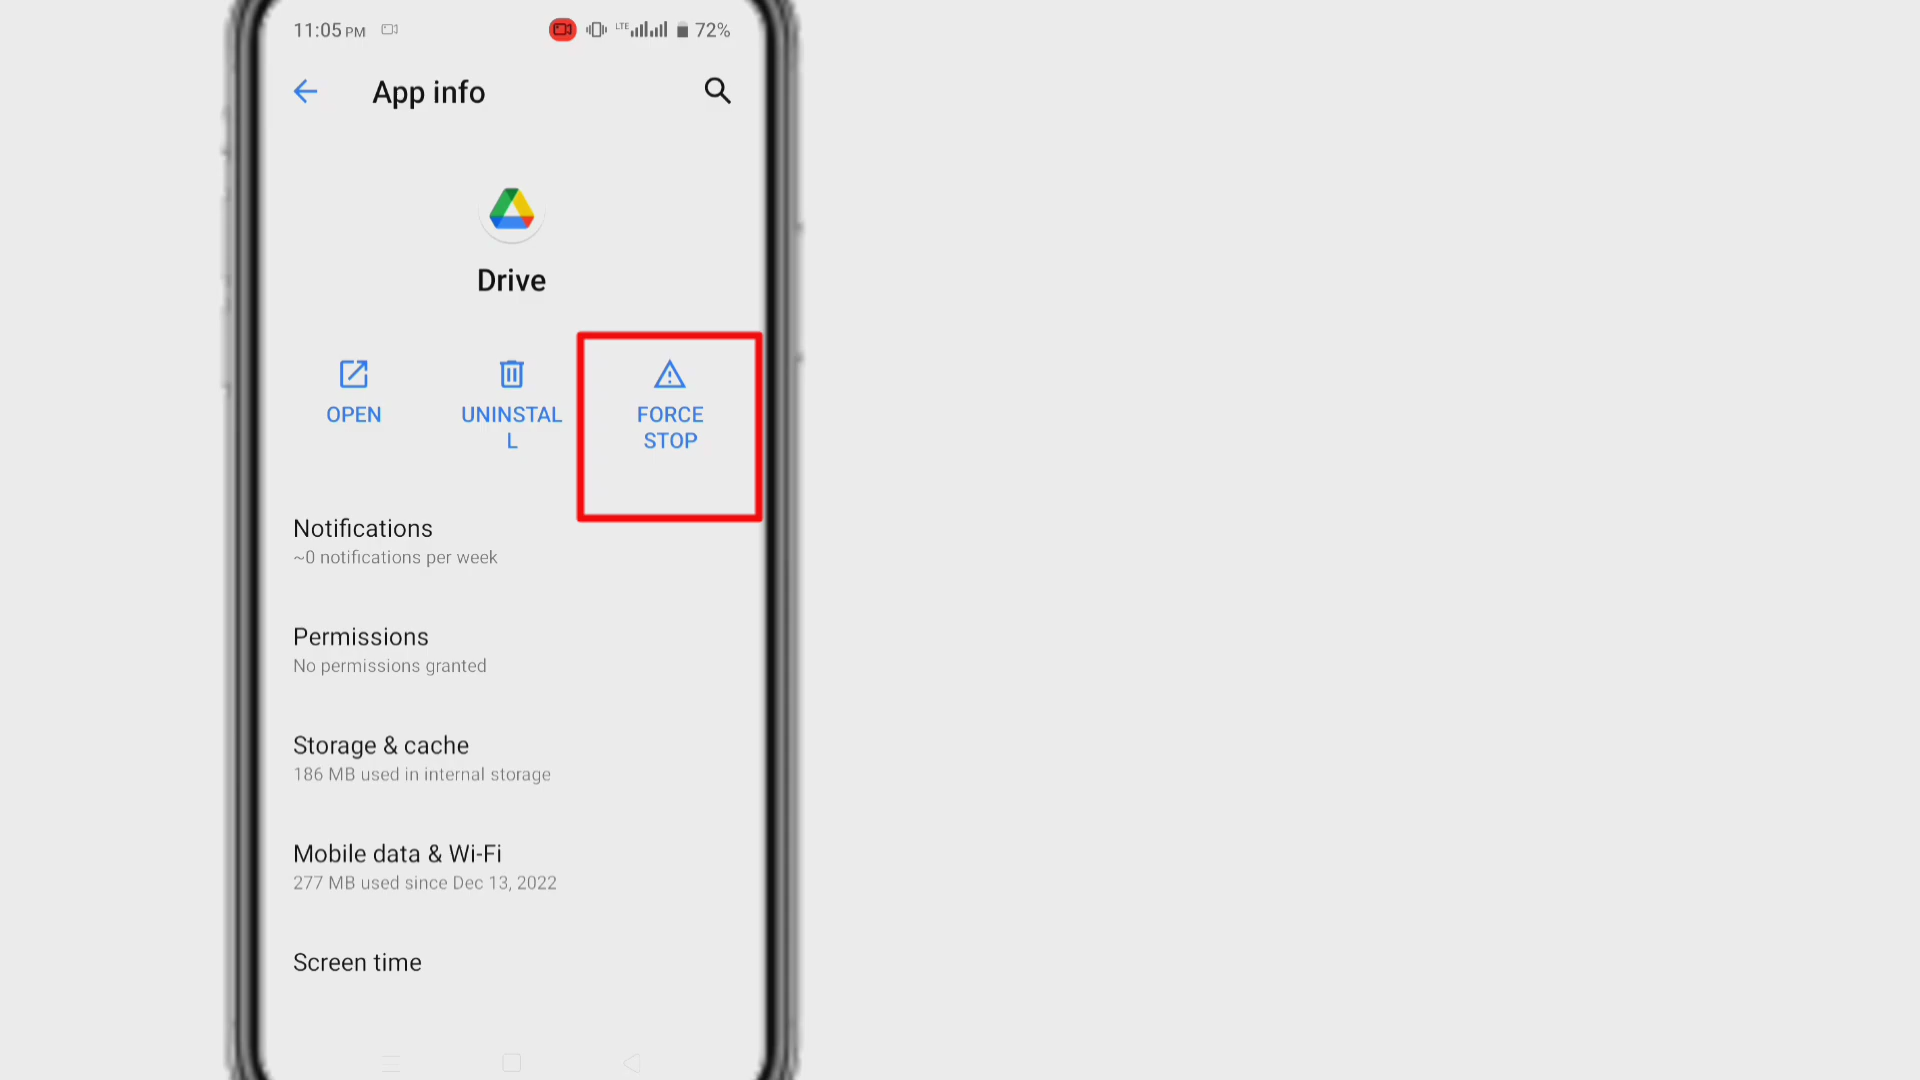 11:05 PM LTE 72%
App info
Drive
OPEN
UNINSTAL
L
FORCE
STOP
Notifications
~0 notifications per week
Permissions
No permissions granted
Storage & cache
186 MB used in internal storage
Mobile data & Wi-Fi
277 MB used since Dec 13, 2022
Screen time